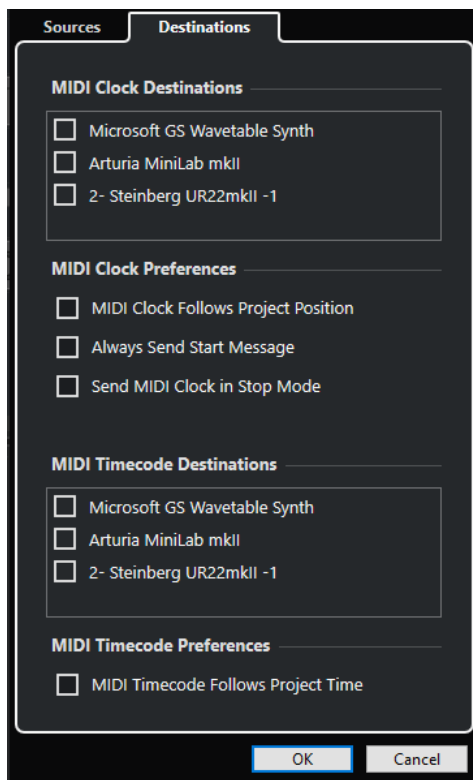 Sources
Destinations
MIDI Clock Destinations
Microsoft GS Wavetable Synth
Arturia MiniLab mkII
2- Steinberg UR22mkII -1
MIDI Clock Preferences
MIDI Clock Follows Project Position
Always Send Start Message
Send MIDI Clock in Stop Mode
MIDI Timecode Destinations
Microsoft GS Wavetable Synth
Arturia MiniLab mkII
2- Steinberg UR22mkII -1
MIDI Timecode Preferences
MIDI Timecode Follows Project Time
OK
Cancel